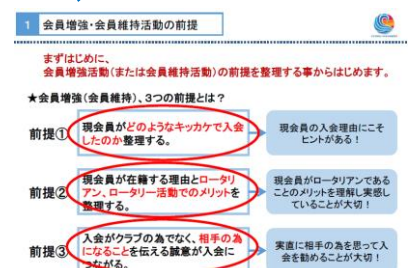 1 会員増強・会員維持活動の前提
まずはじめに、
会員増強活動(または会員維持活動)の前提を整理する事からはじめます。
★会員増強(会員維持)、3つの前提とは?
前提①
現会員がどのようなキッカケで入会
したのか整理する。
現会員の入会理由にこそ
ヒントがある!
前提②
現会員が在籍する理由とロータリ
アン、ロータリー活動でのメリットを
整理する。
現会員がロータリアンである
ことのメリットを理解し実感し
ていることが大切!
前提③
入会がクラブの為でなく、相手の為
になることを伝える誠意が入会に
つながる。
実直に相手の為を思って入
会を勧めることが大切!